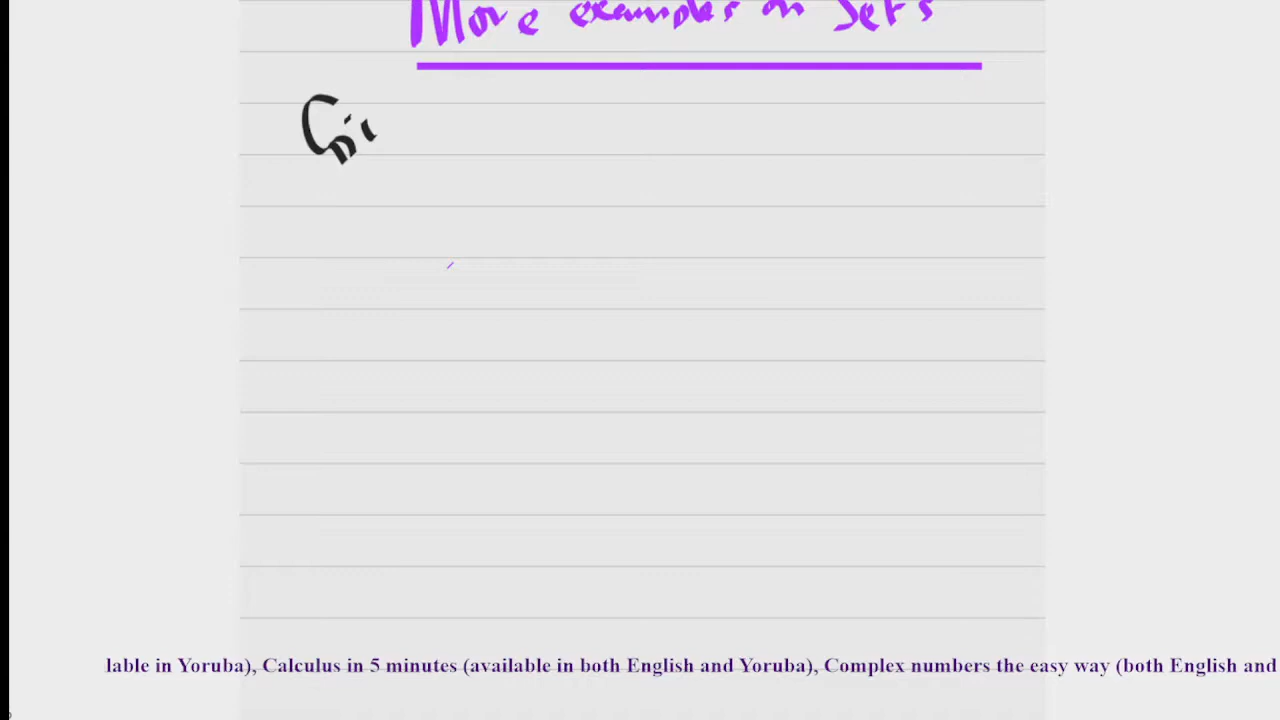 More examples on Sets
lable in Yoruba), Calculus in 5 minutes (available in both English and Yoruba), Complex numbers the easy way (both English and